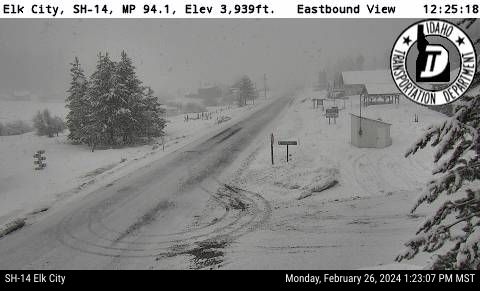 Elk City, SH-14, MP 94.1, Elev 3,939ft. Eastbound View 12:25:18
IDAHO
TRANSPORTATION DEPARTMENT
SH-14 Elk City Monday, February 26, 2024 1:23:07 PM MST